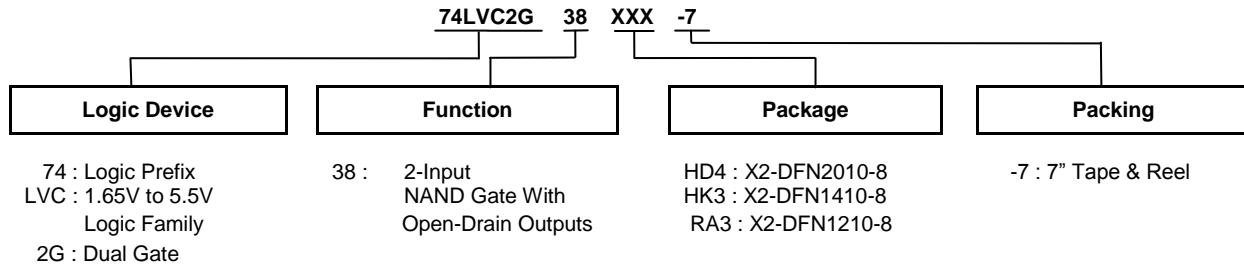 74LVC2G 38 XXX -7
Logic Device Function Package Packing
74 : Logic Prefix 38 : 2-Input HD4 : X2-DFN2010-8 -7 : 7” Tape & Reel
LVC : 1.65V to 5.5V NAND Gate With HK3 : X2-DFN1410-8
Logic Family Open-Drain Outputs RA3 : X2-DFN1210-8
2G : Dual Gate